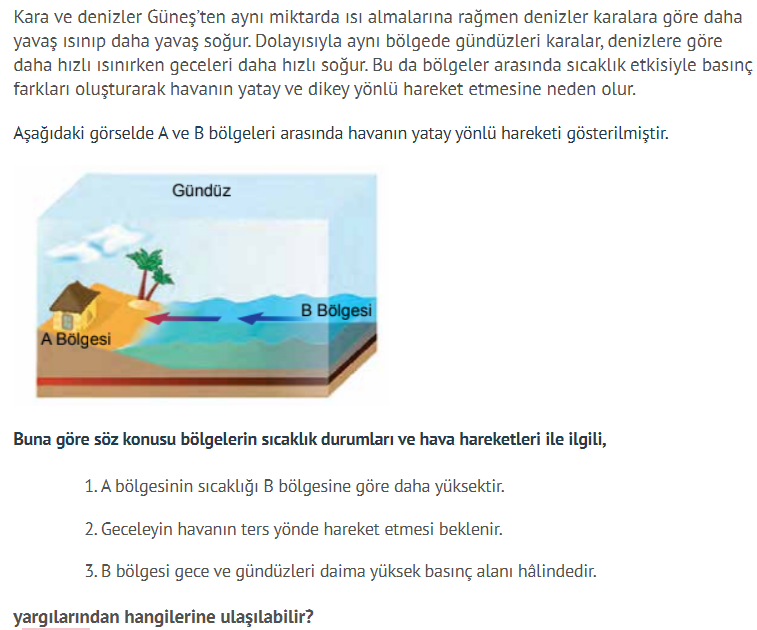 Kara ve denizler Güneş'ten aynı miktarda ısı almalarına rağmen denizler karalara göre daha
yavaş ısınıp daha yavaş soğur. Dolayısıyla aynı bölgede gündüzleri karalar, denizlere göre
daha hızlı ısınırken geceleri daha hızlı soğur. Bu da bölgeler arasında sıcaklık etkisiyle basınç
farkları oluşturarak havanın yatay ve dikey yönlü hareket etmesine neden olur.
Aşağıdaki görselde A ve B bölgeleri arasında havanın yatay yönlü hareketi gösterilmiştir.
Gündüz
B Bölgesi
A Bölgesi
Buna göre söz konusu bölgelerin sıcaklık durumları ve hava hareketleri ile ilgili,
1. A bölgesinin sıcaklığı B bölgesine göre daha yüksektir.
2. Geceleyin havanın ters yönde hareket etmesi beklenir.
3. B bölgesi gece ve gündüzleri daima yüksek basınç alanı hâlindedir.
yargılarından hangilerine ulaşılabilir?